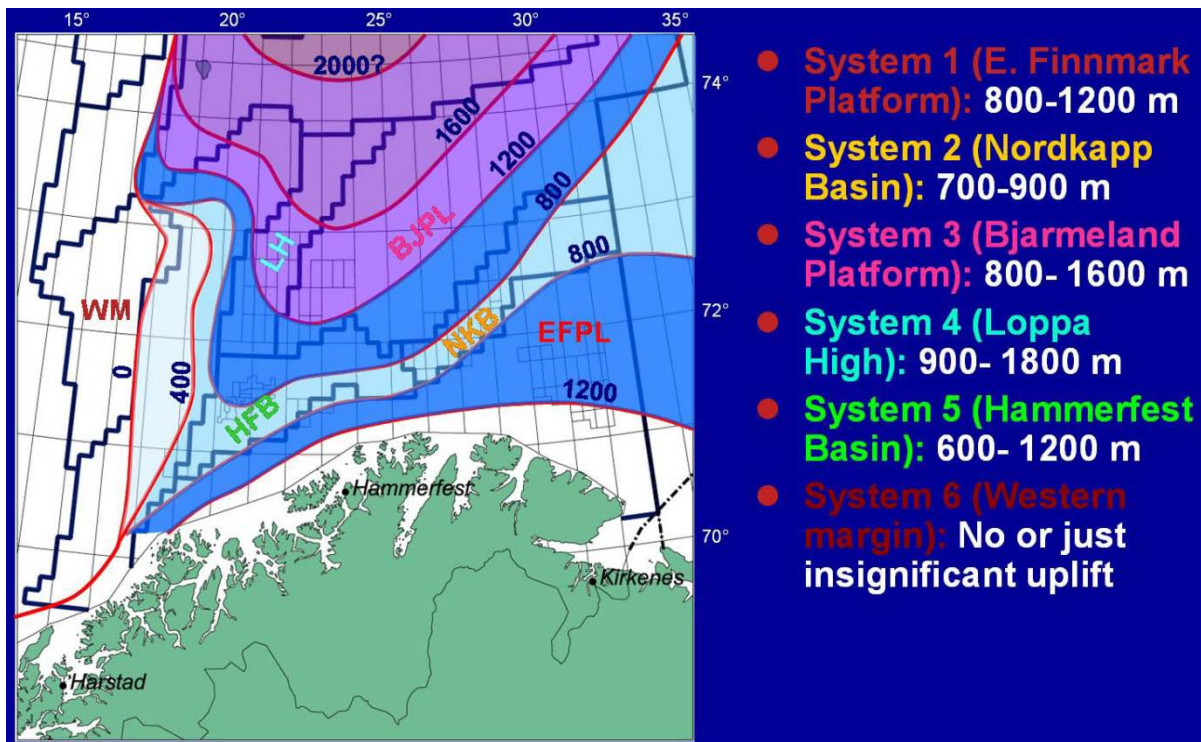 15° 20° 25° 30° 35°
2000?
74°
1600
1200
800
BJPL
LH
800
72°
WM
NKB
EFPL
0
400
1200
HFB
Hammerfest
70°
Kirkenes
Harstad
System 1 (E. Finnmark
Platform): 800-1200 m
System 2 (Nordkapp
Basin): 700-900 m
System 3 (Bjarmeland
Platform): 800- 1600 m
System 4 (Loppa
High): 900- 1800 m
System 5 (Hammerfest
Basin): 600- 1200 m
System 6 (Western
margin): No or just
insignificant uplift